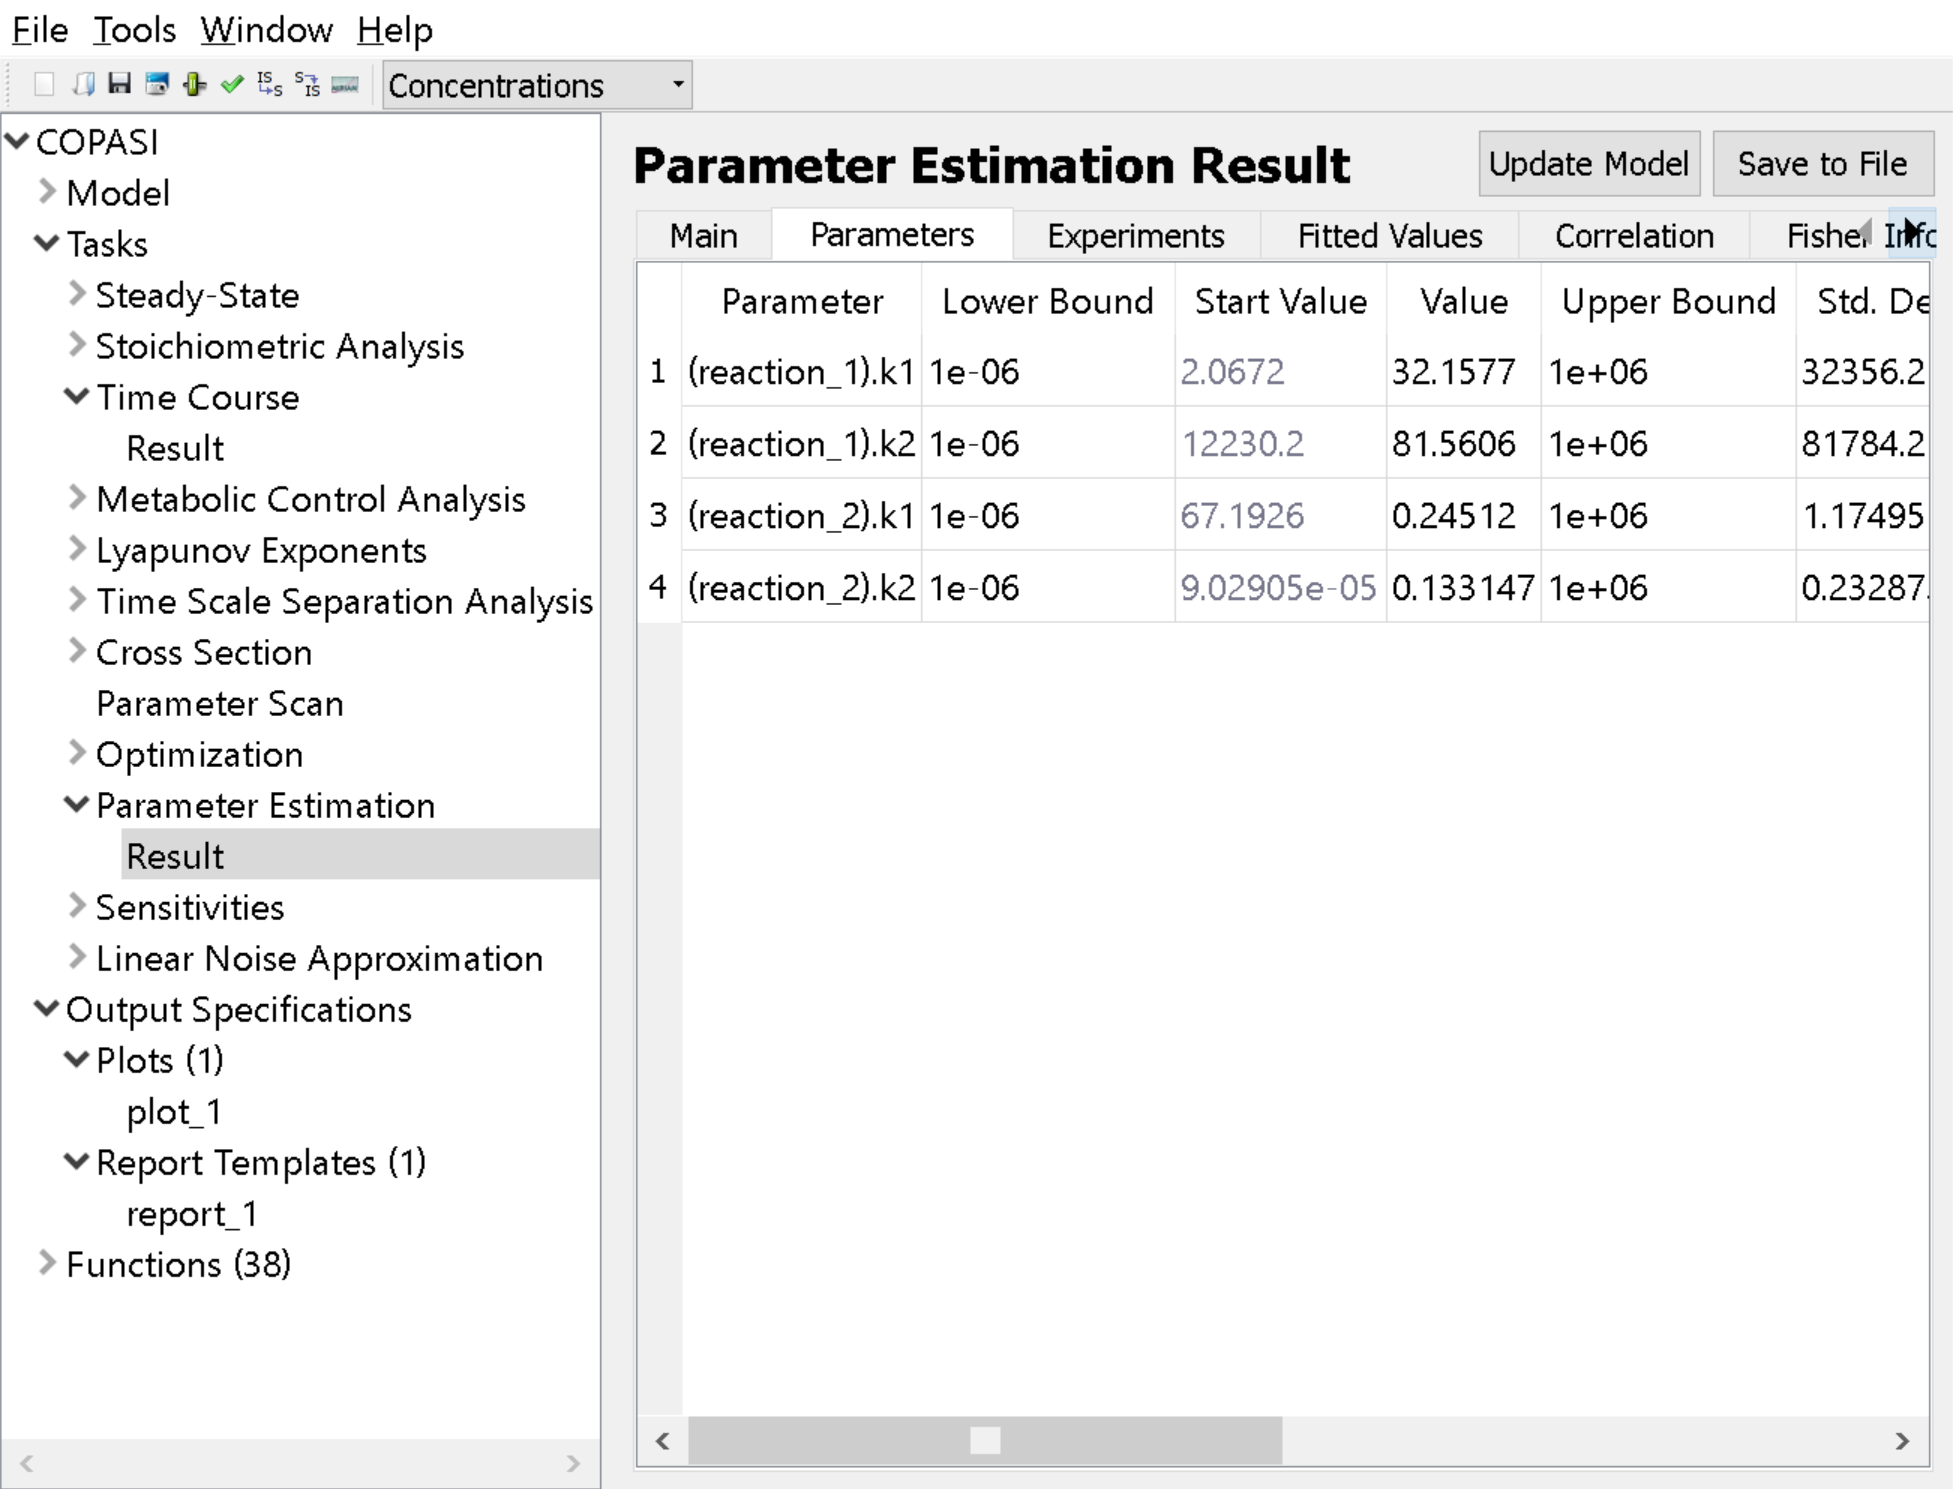 File Tools Window Help
IS S S IS Concentrations
COPASI
Model
Tasks
Steady-State
Stoichiometric Analysis
Time Course
Result
Metabolic Control Analysis
Lyapunov Exponents
Time Scale Separation Analysis
Cross Section
Parameter Scan
Optimization
Parameter Estimation
Result
Sensitivities
Linear Noise Approximation
Output Specifications
Plots (1)
plot_1
Report Templates (1)
report_1
Functions (38)
Parameter Estimation Result Update Model Save to File
Main Parameters Experiments Fitted Values Correlation Fisher Info
Parameter Lower Bound Start Value Value Upper Bound Std. De
1 (reaction_1).k1 1e-06 2.0672 32.1577 1e+06 32356.2
2 (reaction_1).k2 1e-06 12230.2 81.5606 1e+06 81784.2
3 (reaction_2).k1 1e-06 67.1926 0.24512 1e+06 1.17495
4 (reaction_2).k2 1e-06 9.02905e-05 0.133147 1e+06 0.23287